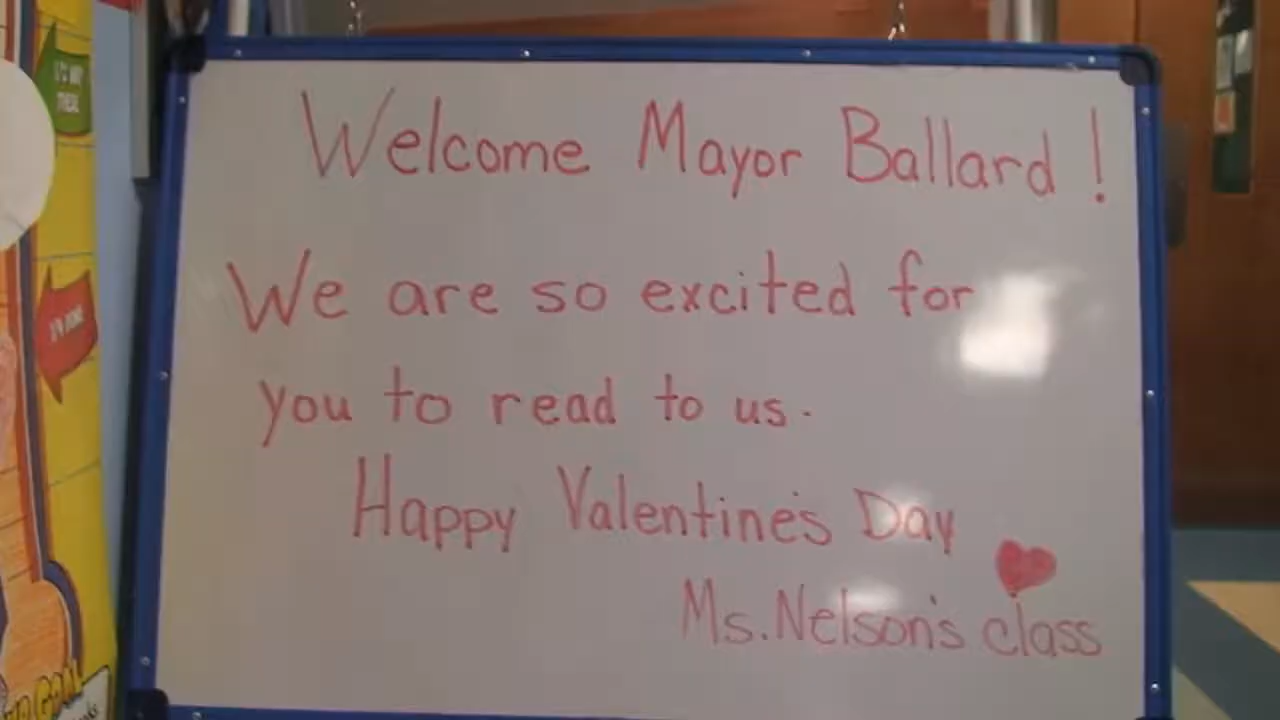 Welcome Mayor Ballard!
We are so excited for
you to read to us.
Happy Valentine's Day
Ms. Nelson's class